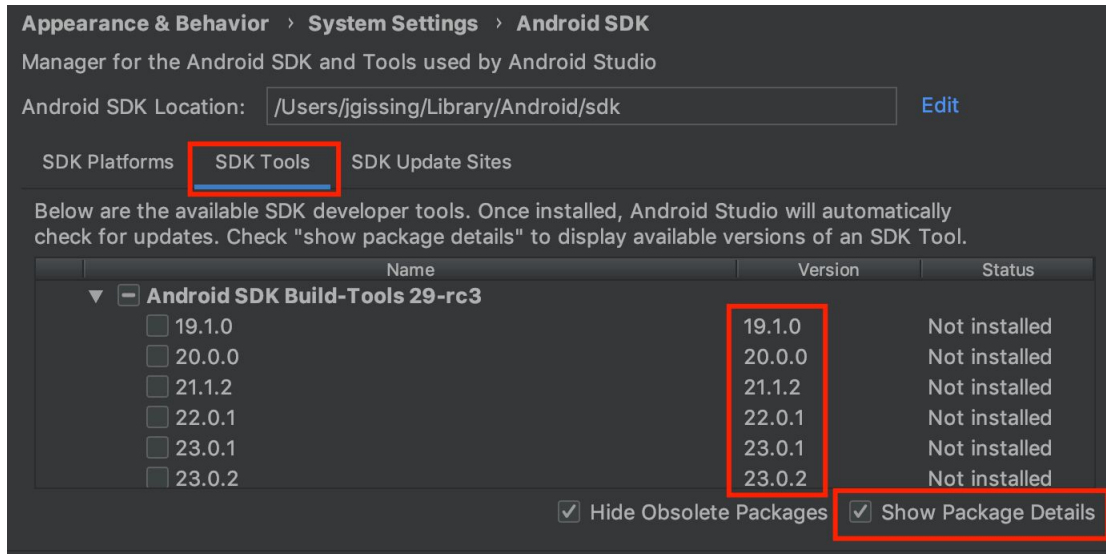 Appearance & Behavior › System Settings › Android SDK
Manager for the Android SDK and Tools used by Android Studio
Android SDK Location: /Users/jgissing/Library/Android/sdk Edit
SDK Platforms SDK Tools SDK Update Sites
Below are the available SDK developer tools. Once installed, Android Studio will automatically
check for updates. Check "show package details" to display available versions of an SDK Tool.
Name Version Status
Android SDK Build-Tools 29-rc3
19.1.0 19.1.0 Not installed
20.0.0 20.0.0 Not installed
21.1.2 21.1.2 Not installed
22.0.1 22.0.1 Not installed
23.0.1 23.0.1 Not installed
23.0.2 23.0.2 Not installed
Hide Obsolete Packages Show Package Details